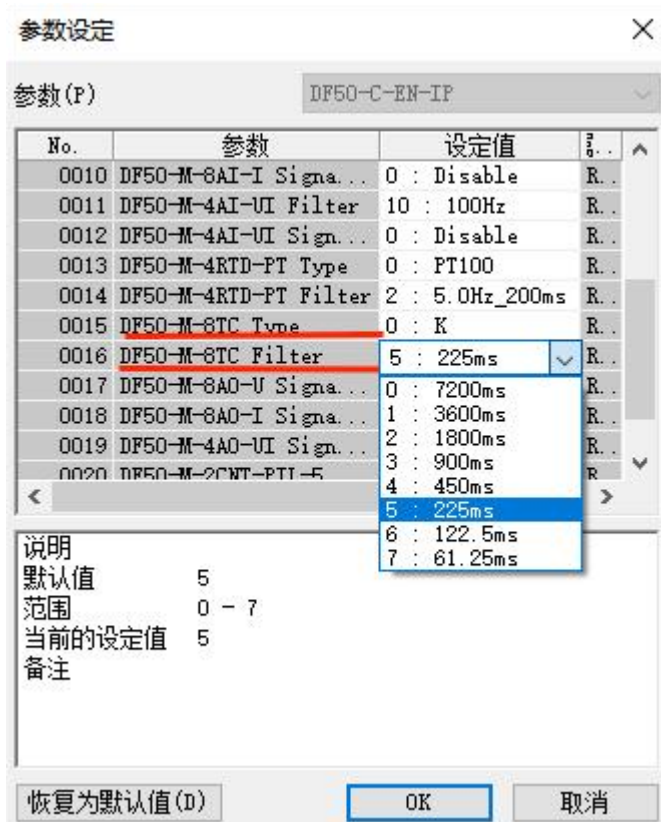 参数设定
参数(P) DF50-C-EN-IP
No. 参数 设定值
0010 DF50-M-8AI-I Signa... 0 : Disable R..
0011 DF50-M-4AI-UI Filter 10 : 100Hz R..
0012 DF50-M-4AI-UI Sign... 0 : Disable R..
0013 DF50-M-4RTD-PT Type 0 : PT100 R..
0014 DF50-M-4RTD-PT Filter 2 : 5.0Hz_200ms R..
0015 DF50-M-8TC Type 0 : K R..
0016 DF50-M-8TC Filter 5 : 225ms R..
0017 DF50-M-8AO-U Signa... 0 : 7200ms R..
0018 DF50-M-8AO-I Signa... 1 : 3600ms R..
0019 DF50-M-4AO-UI Sign... 2 : 1800ms R..
0020 DF50-M-2CNT-PIL-5 3 : 900ms R
4 : 450ms
5 : 225ms
6 : 122.5ms
7 : 61.25ms
说明
默认值 5
范围 0 - 7
当前的设定值 5
备注
恢复为默认值(D) OK 取消